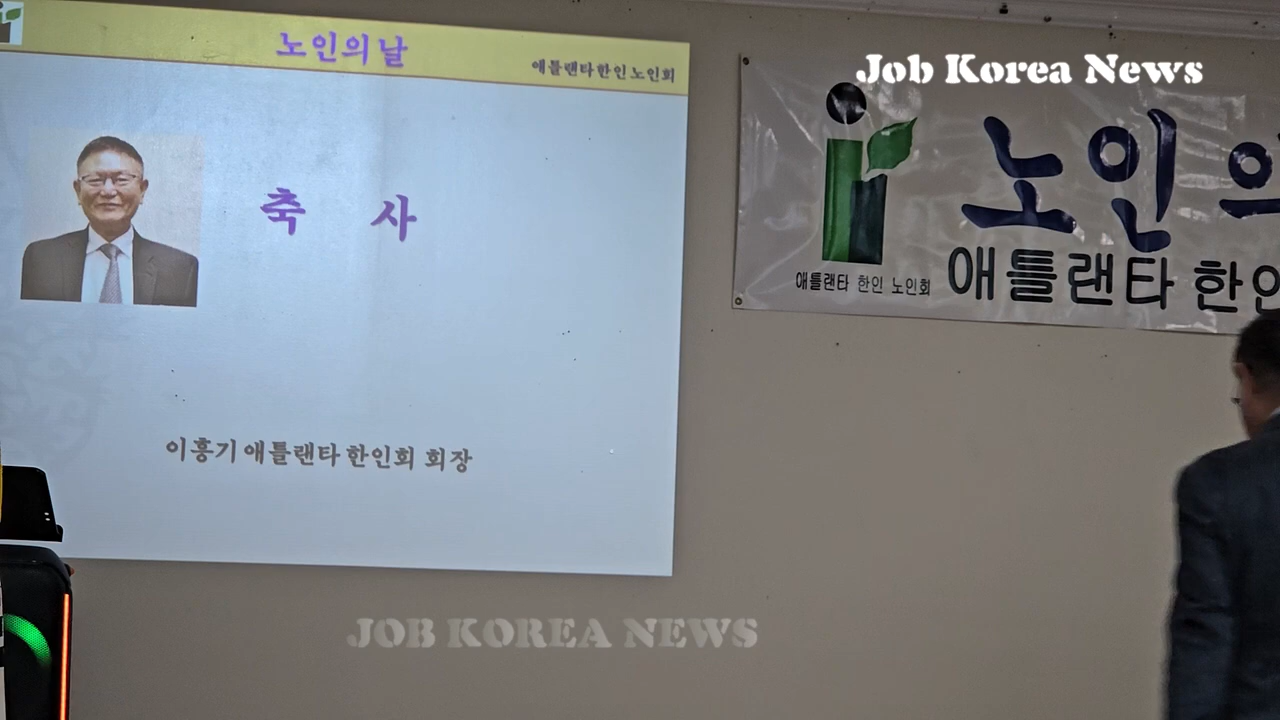 노인의날
애틀랜타한인노인회
축 사
이홍기 애틀랜타 한인회 회장
Job Korea News
노인의
애틀랜타 한인 노인회
애틀랜타 한인
JOB KOREA NEWS